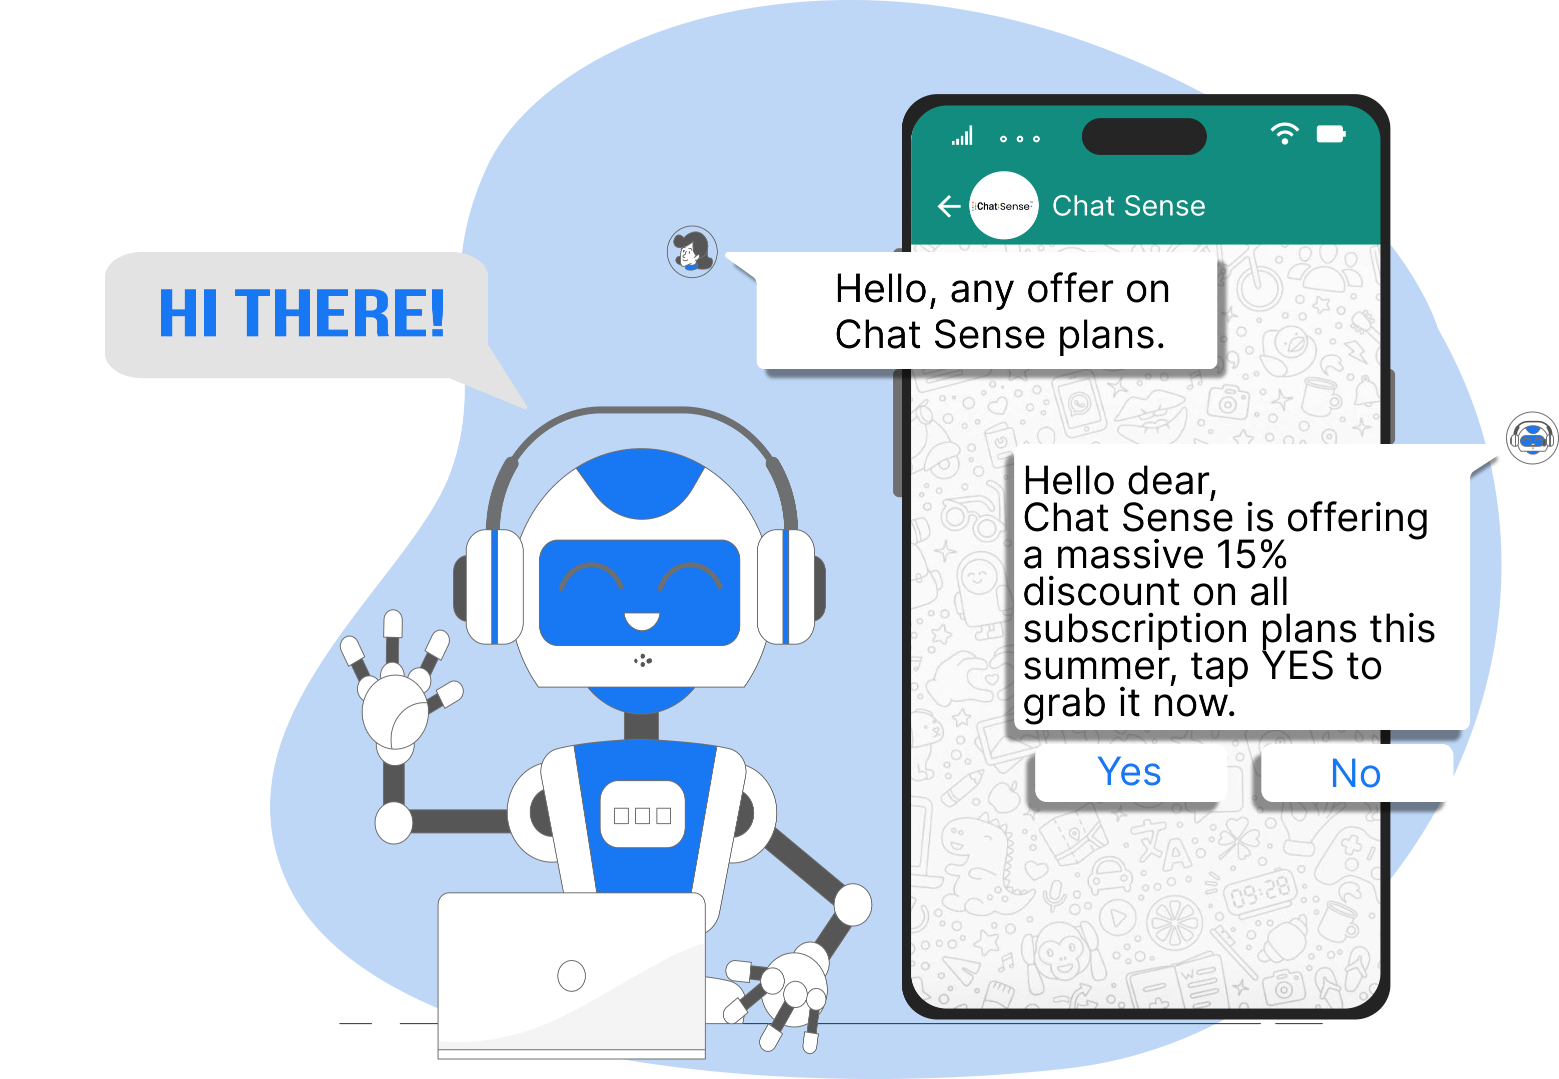 Chat Sense
Chat Sense
HI THERE!
Hello, any offer on
Chat Sense plans.
Hello dear,
Chat Sense is offering
a massive 15%
discount on all
subscription plans this
summer, tap YES to
grab it now.
Yes
No
09:28